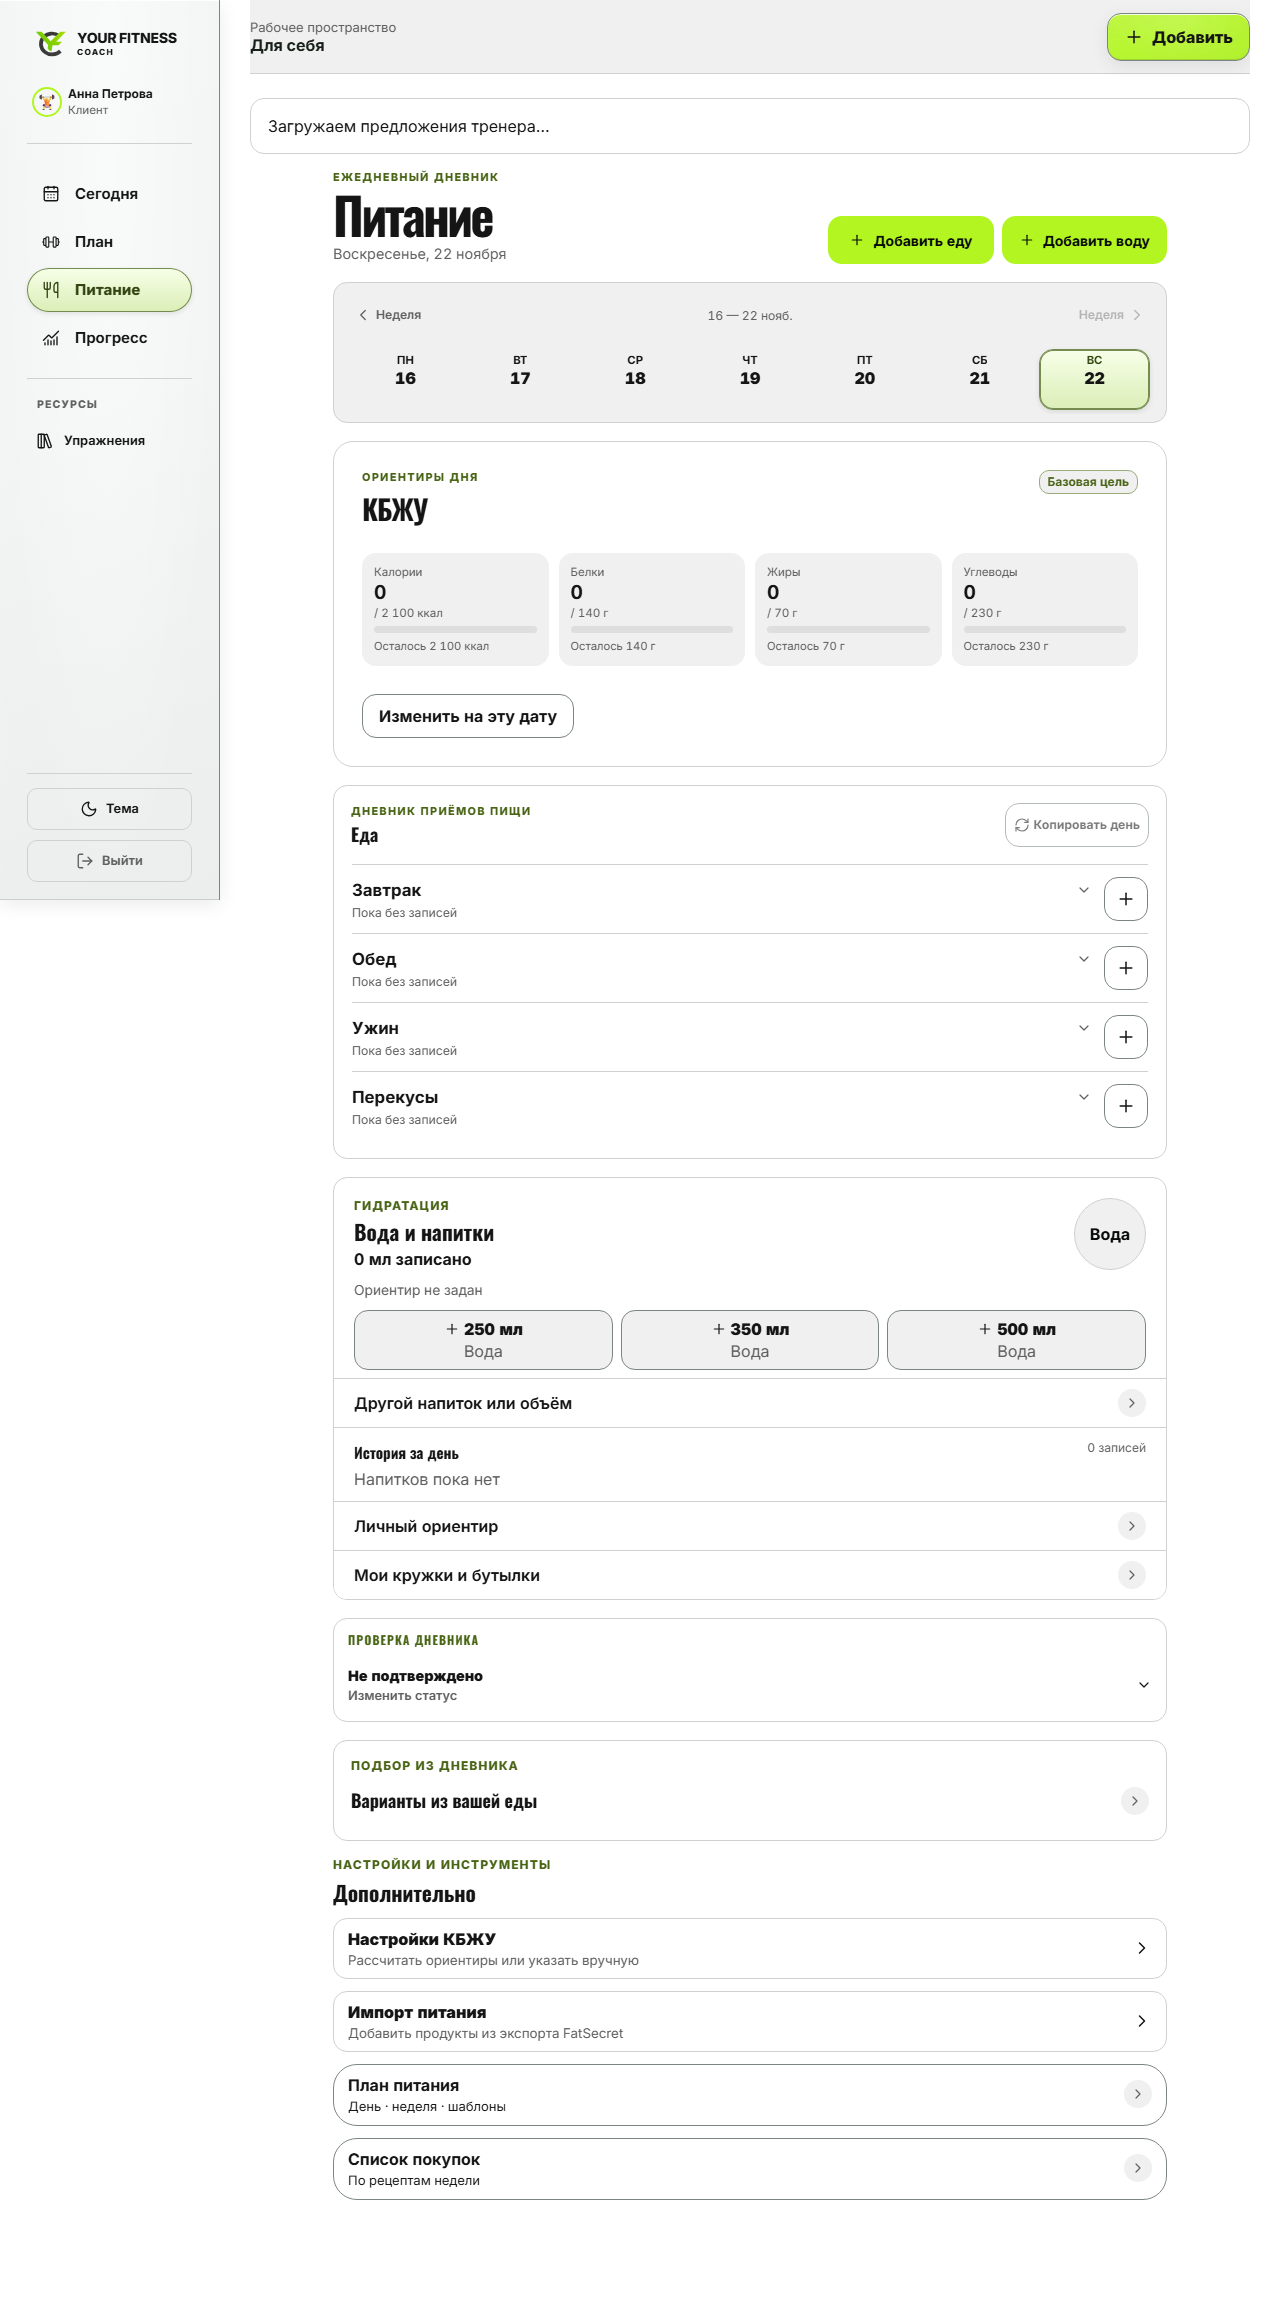 YOUR FITNESS
COACH
Анна Петрова
Клиент
Сегодня
План
Питание
Прогресс
РЕСУРСЫ
Упражнения
Тема
Выйти
Рабочее пространство
Для себя
Добавить
Загружаем предложения тренера...
ЕЖЕДНЕВНЫЙ ДНЕВНИК
Питание
Воскресенье, 22 ноября
Добавить еду
Добавить воду
Неделя
16 — 22 нояб.
Неделя
ПН ВТ СР ЧТ ПТ СБ ВС
16 17 18 19 20 21 22
ОРИЕНТИРЫ ДНЯ
КБЖУ
Базовая цель
Калории
0
/ 2 100 ккал
Осталось 2 100 ккал
Белки
0
/ 140 г
Осталось 140 г
Жиры
0
/ 70 г
Осталось 70 г
Углеводы
0
/ 230 г
Осталось 230 г
Изменить на эту дату
ДНЕВНИК ПРИЁМОВ ПИЩИ
Еда
Копировать день
Завтрак
Пока без записей
Обед
Пока без записей
Ужин
Пока без записей
Перекусы
Пока без записей
ГИДРАТАЦИЯ
Вода и напитки
0 мл записано
Вода
Ориентир не задан
+ 250 мл
Вода
+ 350 мл
Вода
+ 500 мл
Вода
Другой напиток или объём
История за день
0 записей
Напитков пока нет
Личный ориентир
Мои кружки и бутылки
ПРОВЕРКА ДНЕВНИКА
Не подтверждено
Изменить статус
ПОДБОР ИЗ ДНЕВНИКА
Варианты из вашей еды
НАСТРОЙКИ И ИНСТРУМЕНТЫ
Дополнительно
Настройки КБЖУ
Рассчитать ориентиры или указать вручную
Импорт питания
Добавить продукты из экспорта FatSecret
План питания
День · неделя · шаблоны
Список покупок
По рецептам недели